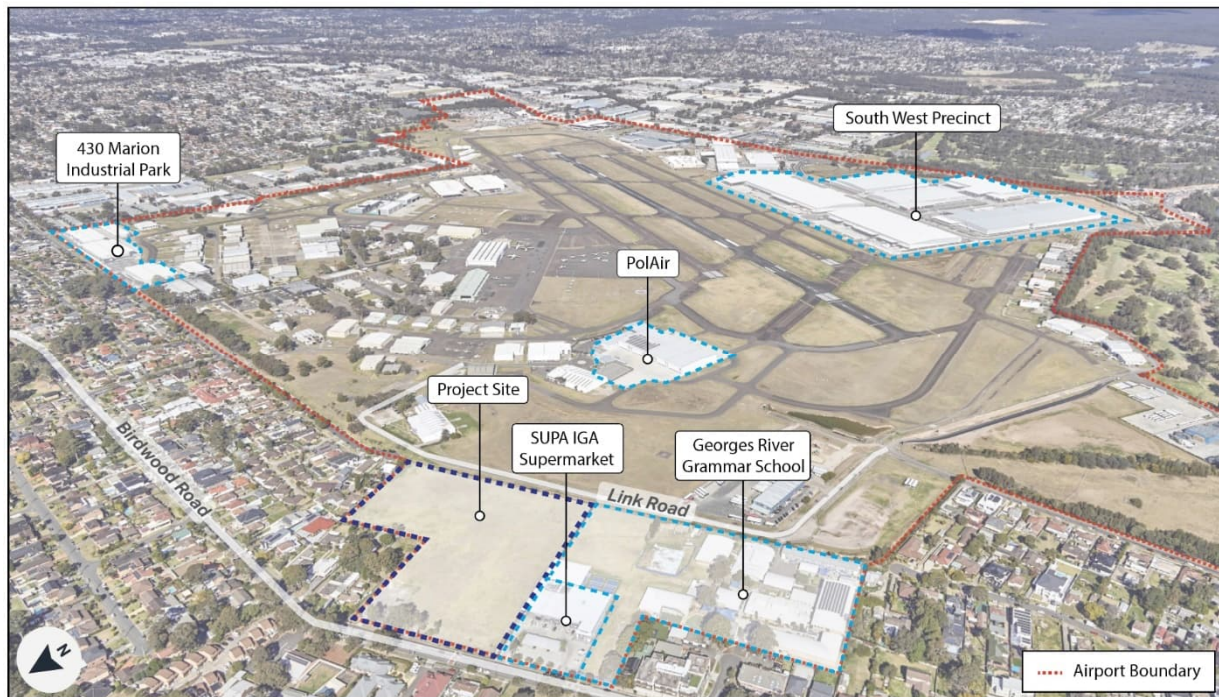 South West Precinct
430 Marion
Industrial Park
PolAir
Project Site
SUPA IGA
Supermarket
Georges River
Grammar School
Birdwood Road
Link Road
N
Airport Boundary